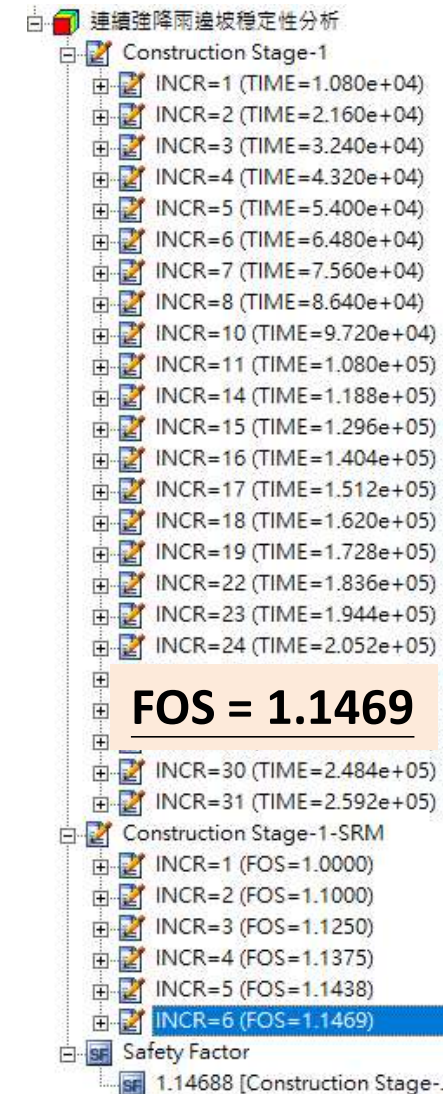 連續強降雨邊坡穩定性分析
Construction Stage-1
INCR=1 (TIME=1.080e+04)
INCR=2 (TIME=2.160e+04)
INCR=3 (TIME=3.240e+04)
INCR=4 (TIME=4.320e+04)
INCR=5 (TIME=5.400e+04)
INCR=6 (TIME=6.480e+04)
INCR=7 (TIME=7.560e+04)
INCR=8 (TIME=8.640e+04)
INCR=10 (TIME=9.720e+04)
INCR=11 (TIME=1.080e+05)
INCR=14 (TIME=1.188e+05)
INCR=15 (TIME=1.296e+05)
INCR=16 (TIME=1.404e+05)
INCR=17 (TIME=1.512e+05)
INCR=18 (TIME=1.620e+05)
INCR=19 (TIME=1.728e+05)
INCR=22 (TIME=1.836e+05)
INCR=23 (TIME=1.944e+05)
INCR=24 (TIME=2.052e+05)
FOS = 1.1469
INCR=30 (TIME=2.484e+05)
INCR=31 (TIME=2.592e+05)
Construction Stage-1-SRM
INCR=1 (FOS=1.0000)
INCR=2 (FOS=1.1000)
INCR=3 (FOS=1.1250)
INCR=4 (FOS=1.1375)
INCR=5 (FOS=1.1438)
INCR=6 (FOS=1.1469)
SF Safety Factor
SF 1.14688 [Construction Stage-..